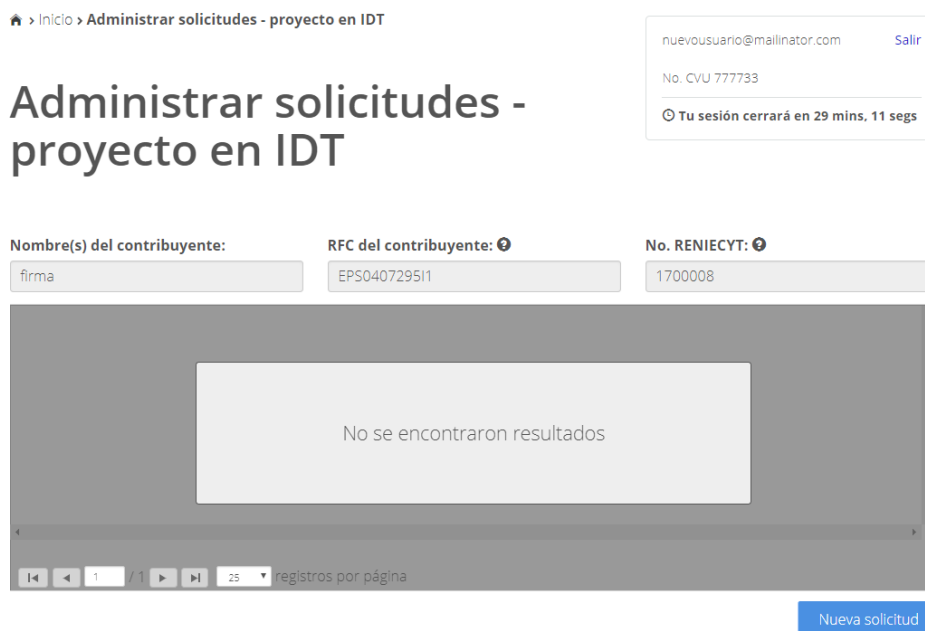 > Inicio > Administrar solicitudes - proyecto en IDT
nuevousuario@mailinator.com Salir
No. CVU 777733
Tu sesión cerrará en 29 mins, 11 segs
Administrar solicitudes -
proyecto en IDT
Nombre(s) del contribuyente: RFC del contribuyente: No. RENIECYT:
firma EPS0407295I1 1700008
No se encontraron resultados
1 / 1 25 registros por página
Nueva solicitud